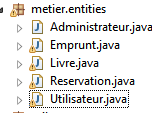 metier.entities
Administrateur.java
Emprunt.java
Livre.java
Reservation.java
Utilisateur.java